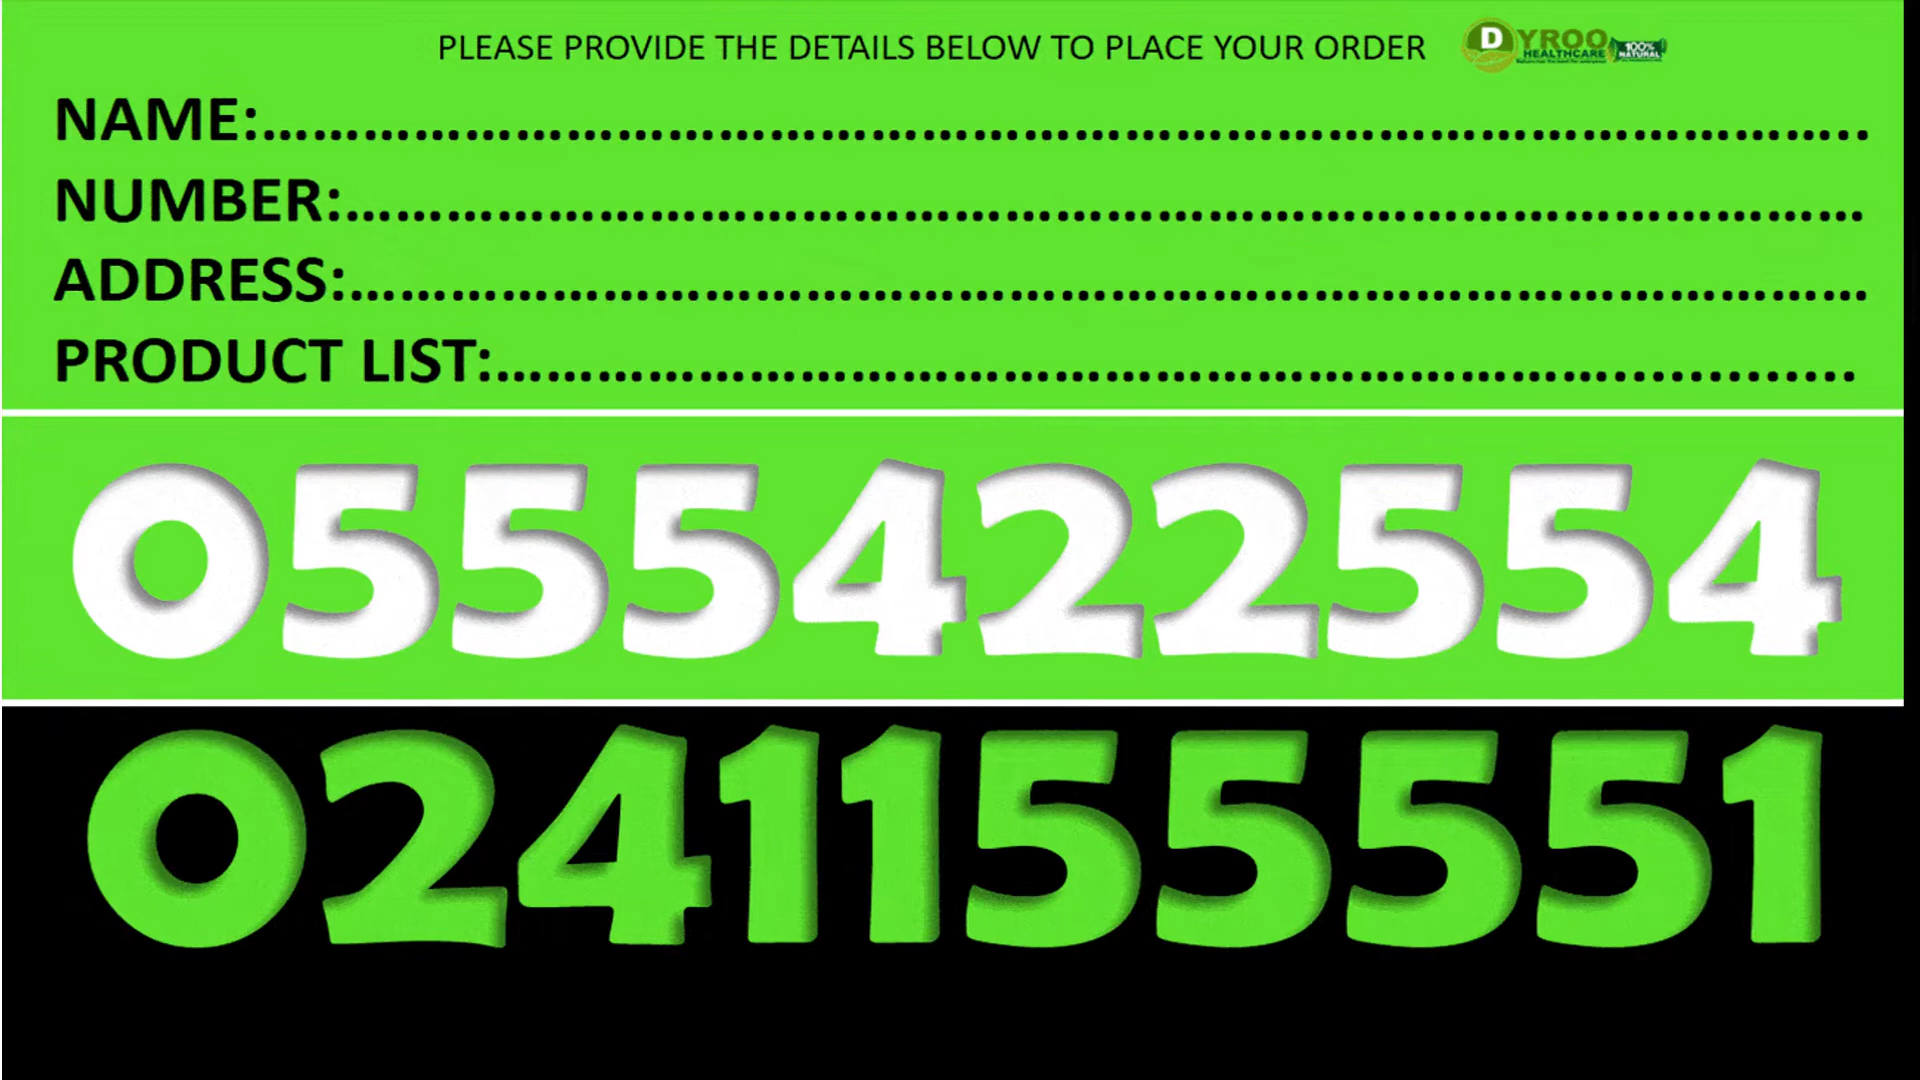 PLEASE PROVIDE THE DETAILS BELOW TO PLACE YOUR ORDER
DYROO
HEALTHCARE
100%
NATURAL
NAME:................................................................................
NUMBER:................................................................................
ADDRESS:................................................................................
PRODUCT LIST:................................................................................
0555422554
0241155551